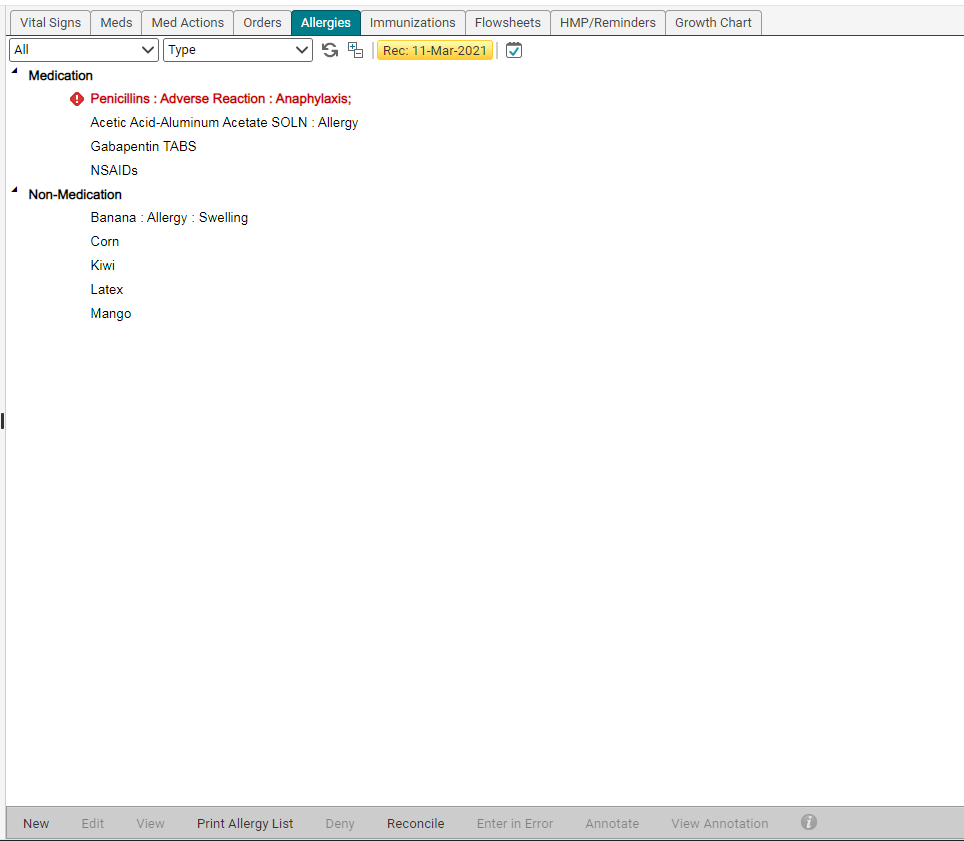 Vital Signs Meds Med Actions Orders Allergies Immunizations Flowsheets HMP/Reminders Growth Chart
All Type Rec: 11-Mar-2021
Medication
Penicillins : Adverse Reaction : Anaphylaxis;
Acetic Acid-Aluminum Acetate SOLN : Allergy
Gabapentin TABS
NSAIDs
Non-Medication
Banana : Allergy : Swelling
Corn
Kiwi
Latex
Mango
New Edit View Print Allergy List Deny Reconcile Enter in Error Annotate View Annotation